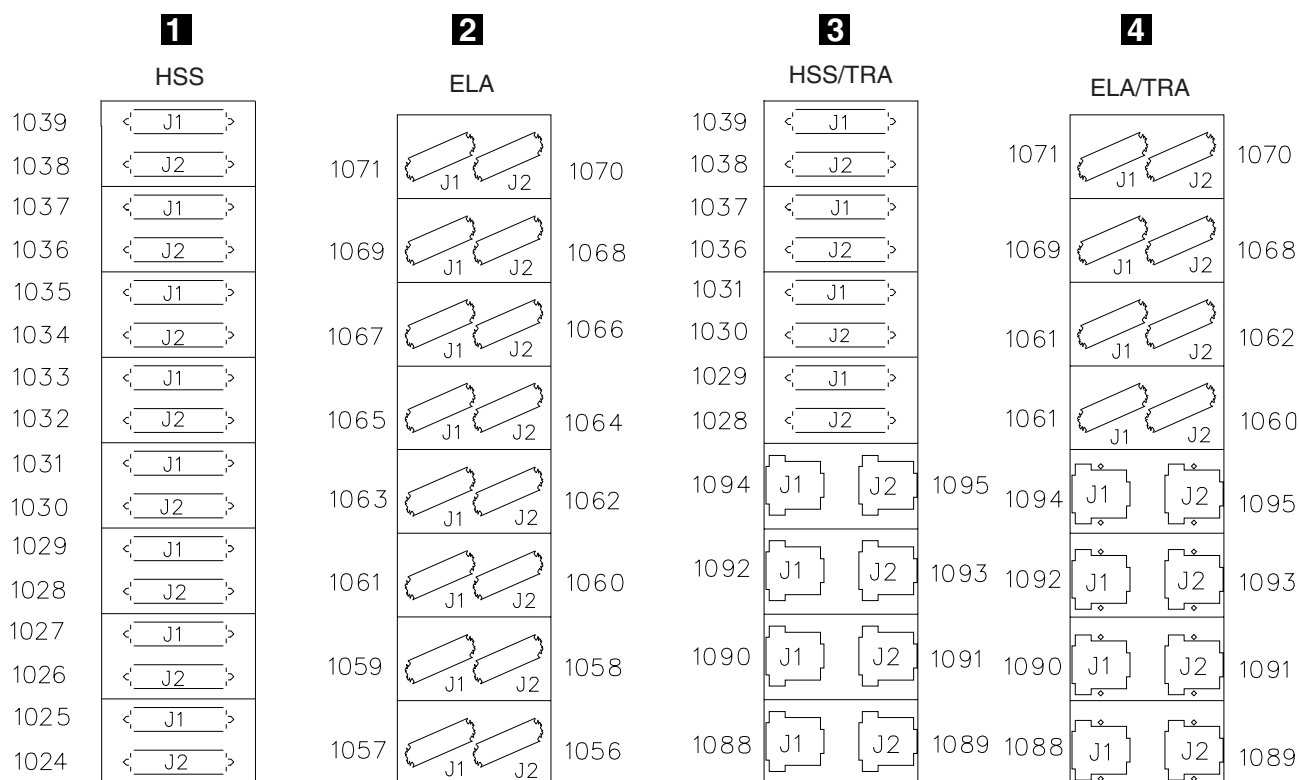 1
HSS
1039 J1
1038 J2
1037 J1
1036 J2
1035 J1
1034 J2
1033 J1
1032 J2
1031 J1
1030 J2
1029 J1
1028 J2
1027 J1
1026 J2
1025 J1
1024 J2
2
ELA
1071 J1 J2 1070
1069 J1 J2 1068
1067 J1 J2 1066
1065 J1 J2 1064
1063 J1 J2 1062
1061 J1 J2 1060
1059 J1 J2 1058
1057 J1 J2 1056
3
HSS/TRA
1039 J1
1038 J2
1037 J1
1036 J2
1031 J1
1030 J2
1029 J1
1028 J2
1094 J1 J2 1095
1092 J1 J2 1093
1090 J1 J2 1091
1088 J1 J2 1089
4
ELA/TRA
1071 J1 J2 1070
1069 J1 J2 1068
1061 J1 J2 1062
1061 J1 J2 1060
1094 J1 J2 1095
1092 J1 J2 1093
1090 J1 J2 1091
1088 J1 J2 1089